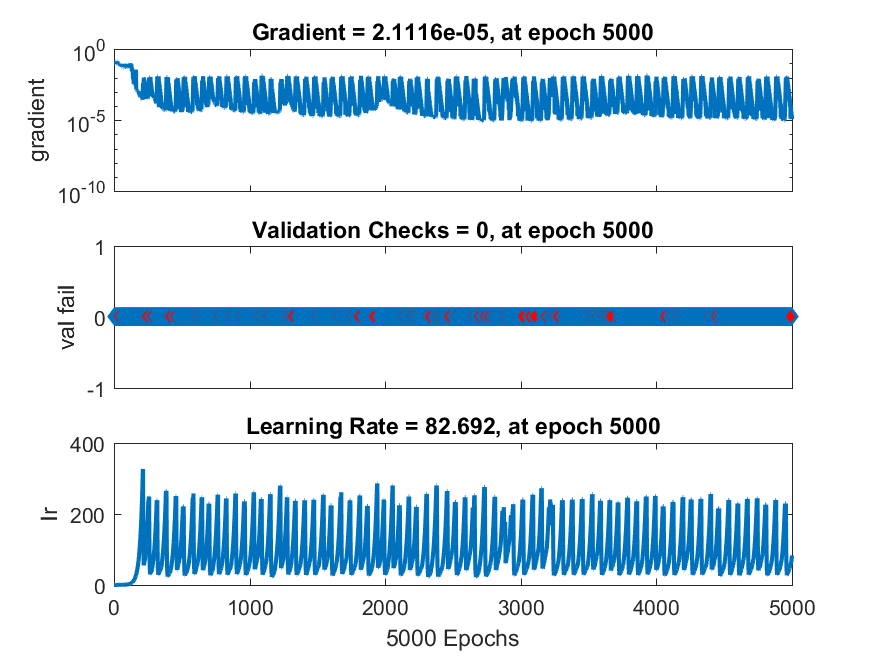 Gradient = 2.1116e-05, at epoch 5000
10^0
10^-5
10^-10
gradient
Validation Checks = 0, at epoch 5000
1
0
-1
val fail
Learning Rate = 82.692, at epoch 5000
400
200
0
lr
0 1000 2000 3000 4000 5000
5000 Epochs